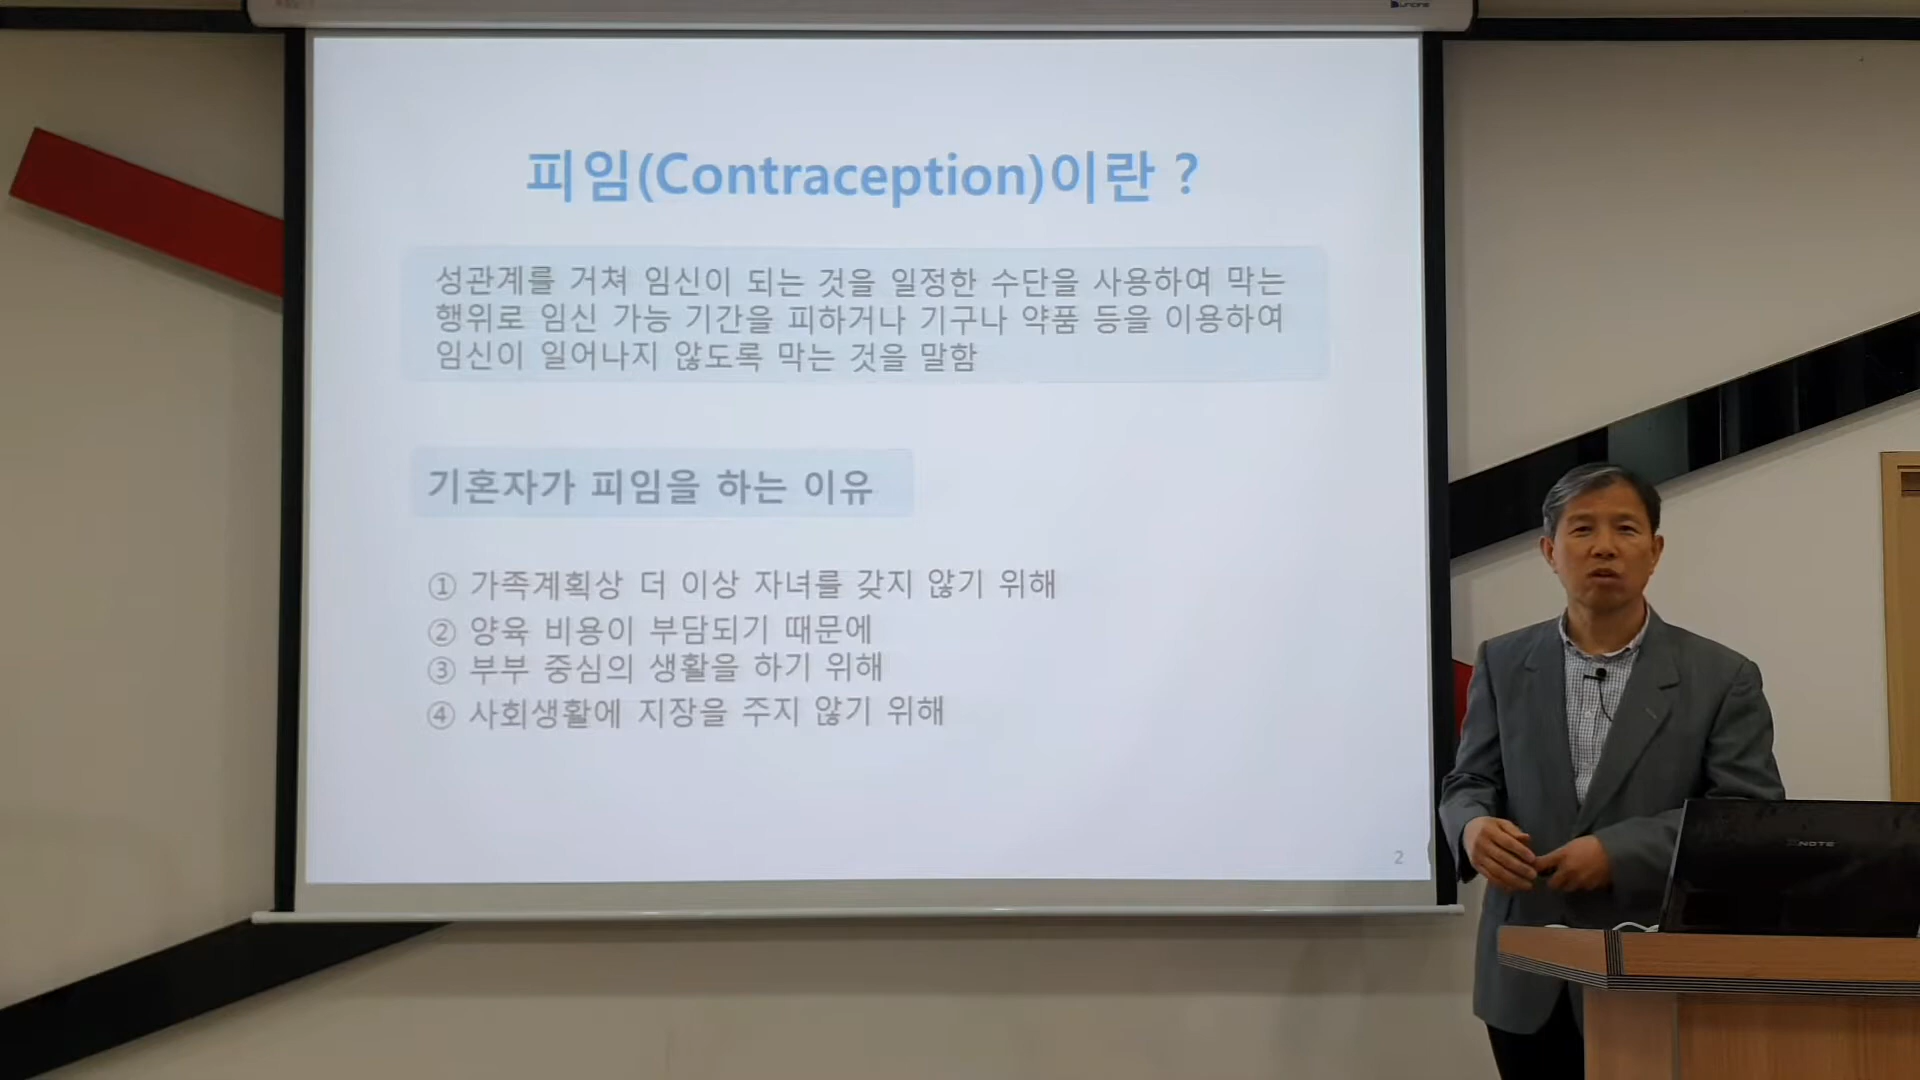 피임(Contraception)이란 ?
성관계를 거쳐 임신이 되는 것을 일정한 수단을 사용하여 막는
행위로 임신 가능 기간을 피하거나 기구나 약품 등을 이용하여
임신이 일어나지 않도록 막는 것을 말함
기혼자가 피임을 하는 이유
① 가족계획상 더 이상 자녀를 갖지 않기 위해
② 양육 비용이 부담되기 때문에
③ 부부 중심의 생활을 하기 위해
④ 사회생활에 지장을 주지 않기 위해
2
XNOTE